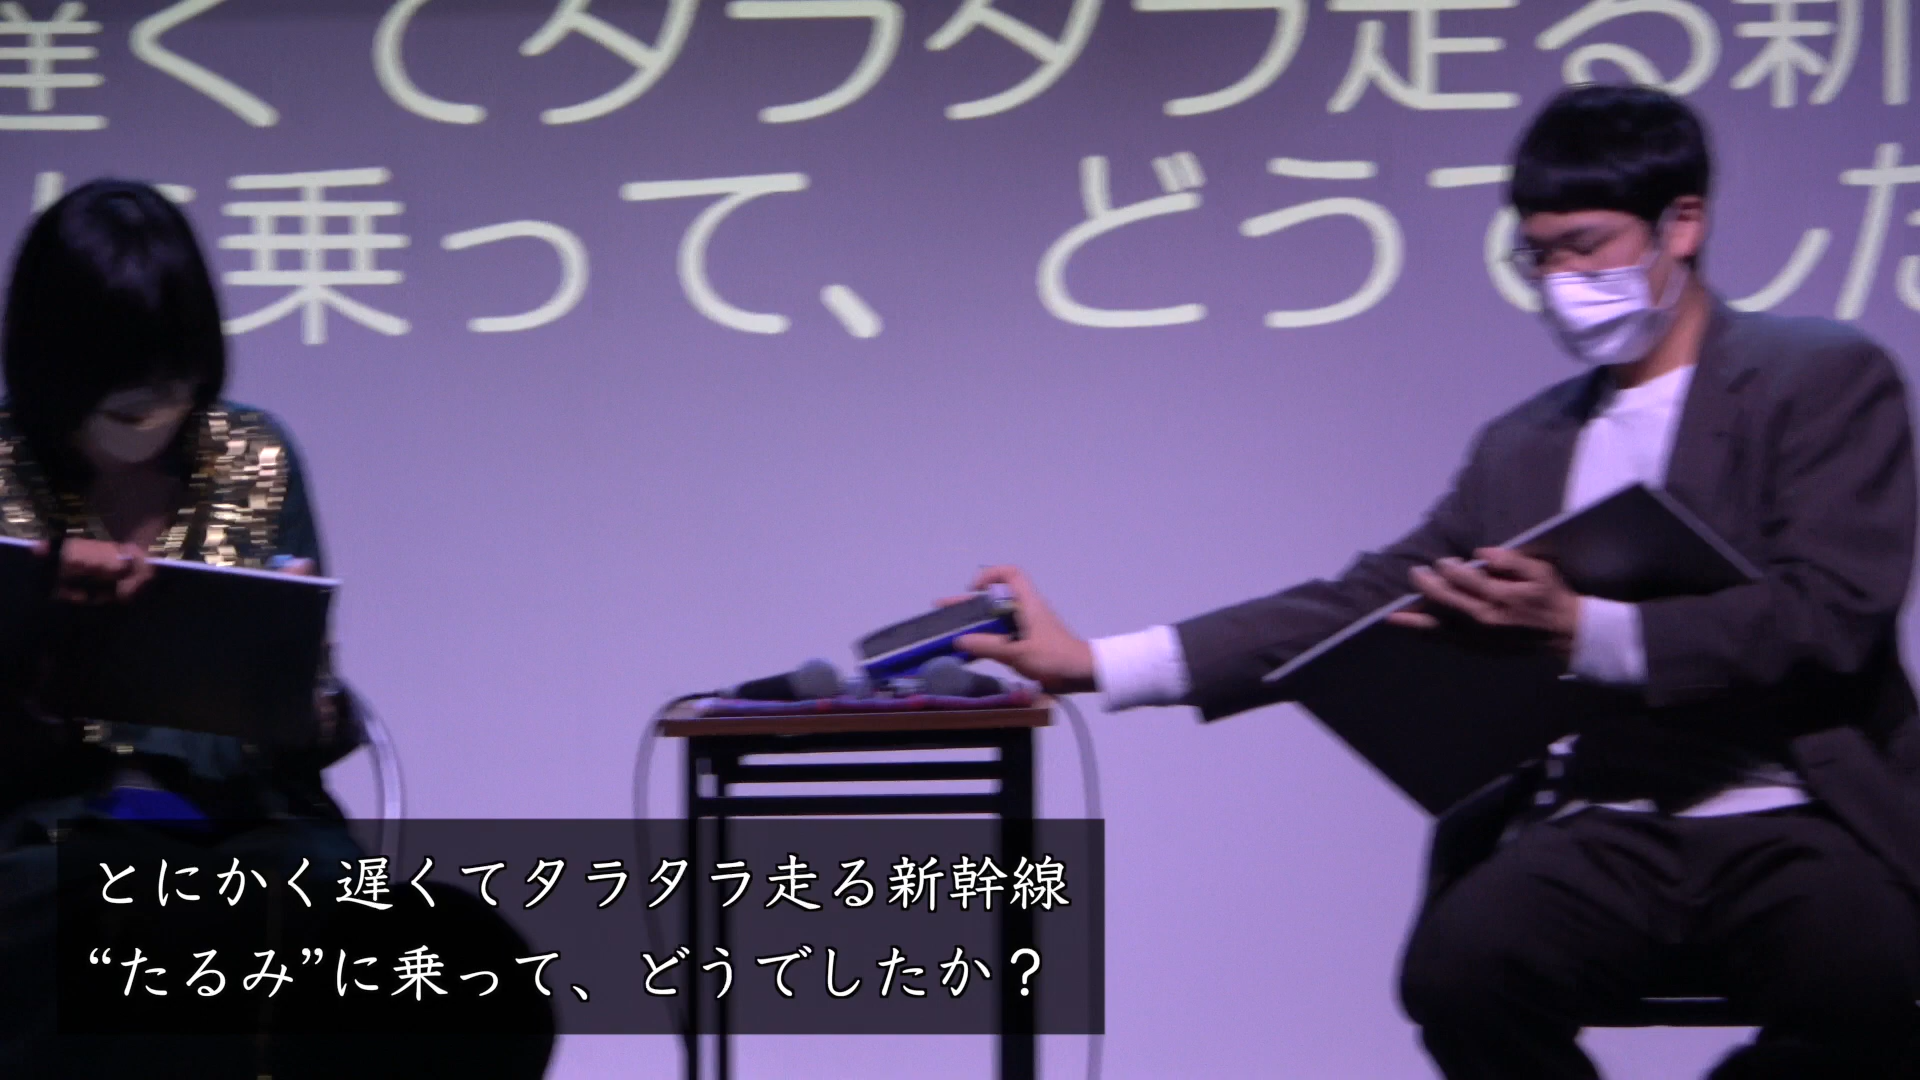 遅くてタラタラ走る新
に乗って、どうでした
とにかく遅くてタラタラ走る新幹線
“たるみ”に乗って、どうでしたか？